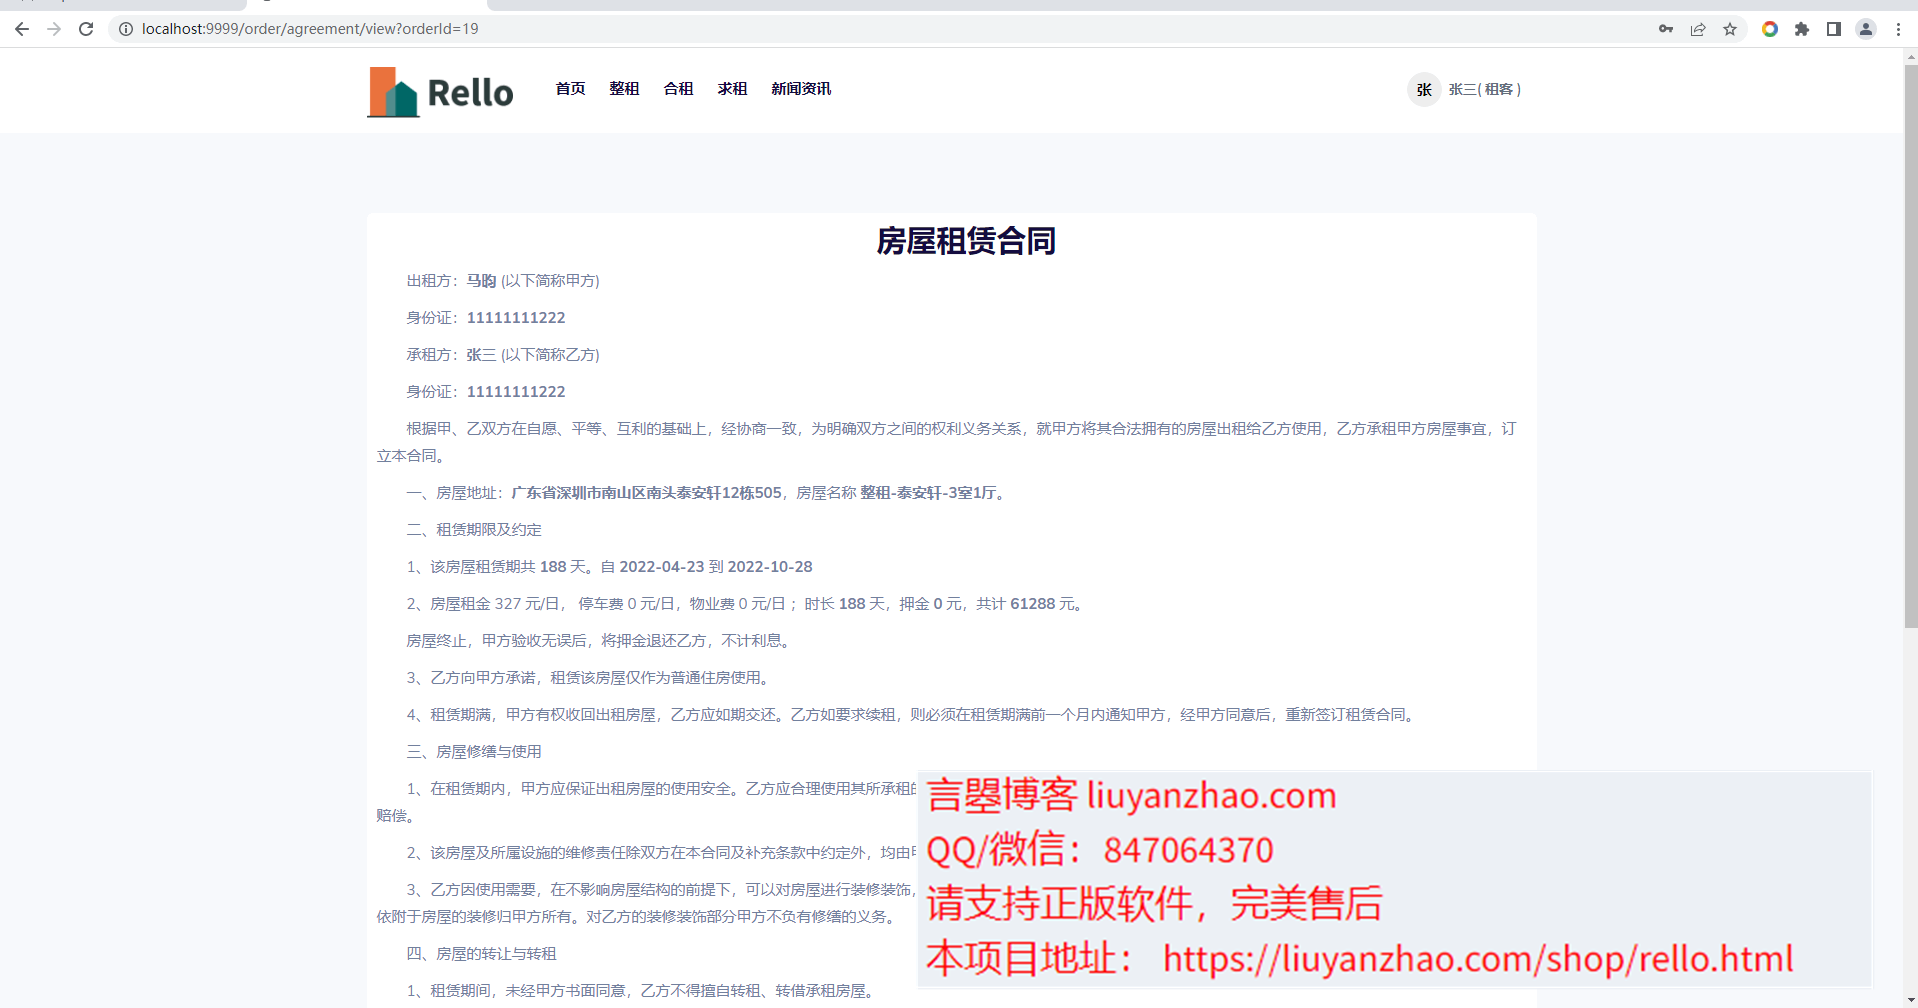 localhost:9999/order/agreement/view?orderId=19
Rello 首页 整租 合租 求租 新闻资讯 张 张三( 租客 )
房屋租赁合同
出租方：马昀 (以下简称甲方)
身份证：11111111222
承租方：张三 (以下简称乙方)
身份证：11111111222
根据甲、乙双方在自愿、平等、互利的基础上，经协商一致，为明确双方之间的权利义务关系，就甲方将其合法拥有的房屋出租给乙方使用，乙方承租甲方房屋事宜，订
立本合同。
一、房屋地址：广东省深圳市南山区南头泰安轩12栋505，房屋名称 整租-泰安轩-3室1厅。
二、租赁期限及约定
1、该房屋租赁期共 188 天。自 2022-04-23 到 2022-10-28
2、房屋租金 327 元/日， 停车费 0 元/日，物业费 0 元/日 ；时长 188 天，押金 0 元，共计 61288 元。
房屋终止，甲方验收无误后，将押金退还乙方，不计利息。
3、乙方向甲方承诺，租赁该房屋仅作为普通住房使用。
4、租赁期满，甲方有权收回出租房屋，乙方应如期交还。乙方如要求续租，则必须在租赁期满前一个月内通知甲方，经甲方同意后，重新签订租赁合同。
三、房屋修缮与使用
1、在租赁期内，甲方应保证出租房屋的使用安全。乙方应合理使用其所承租
赔偿。
2、该房屋及所属设施的维修责任除双方在本合同及补充条款中约定外，均由
3、乙方因使用需要，在不影响房屋结构的前提下，可以对房屋进行装修装饰，
依附于房屋的装修归甲方所有。对乙方的装修装饰部分甲方不负有修缮的义务。
四、房屋的转让与转租
1、租赁期间，未经甲方书面同意，乙方不得擅自转租、转借承租房屋。
言曌博客 liuyanzhao.com
QQ/微信：847064370
请支持正版软件，完美售后
本项目地址： https://liuyanzhao.com/shop/rello.html